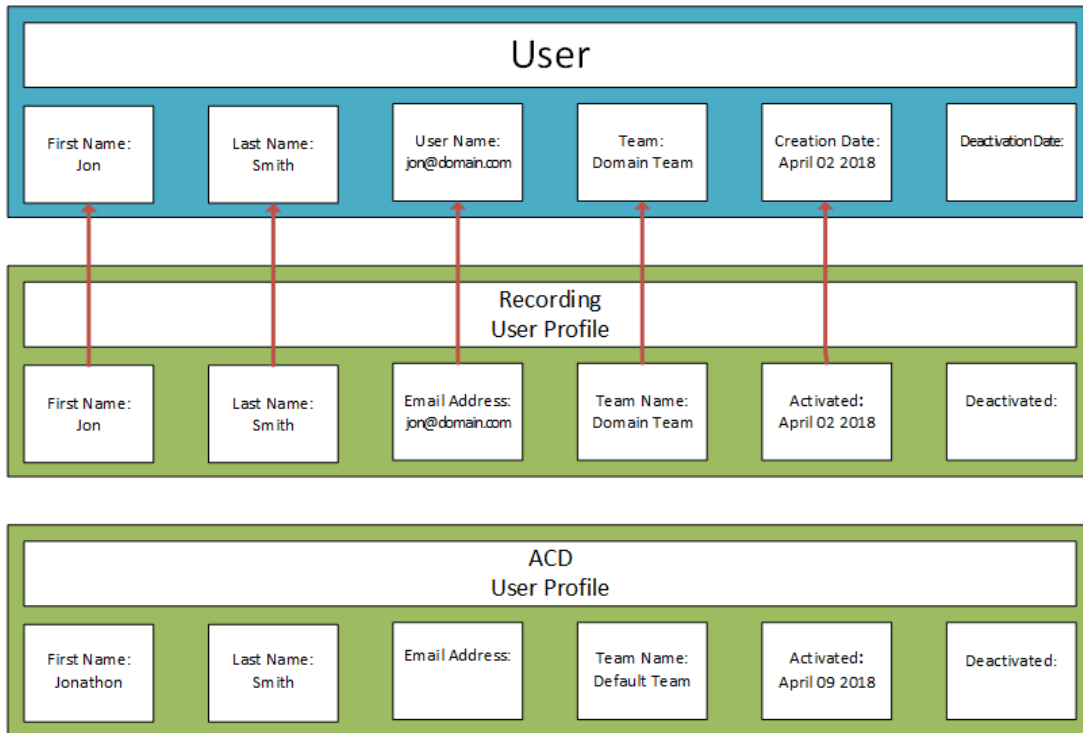 User
First Name:
Jon
Last Name:
Smith
User Name:
jon@domain.com
Team:
Domain Team
Creation Date:
April 02 2018
Deactivation Date:
Recording
User Profile
First Name:
Jon
Last Name:
Smith
Email Address:
jon@domain.com
Team Name:
Domain Team
Activated:
April 02 2018
Deactivated:
ACD
User Profile
First Name:
Jonathon
Last Name:
Smith
Email Address:
Team Name:
Default Team
Activated:
April 09 2018
Deactivated: